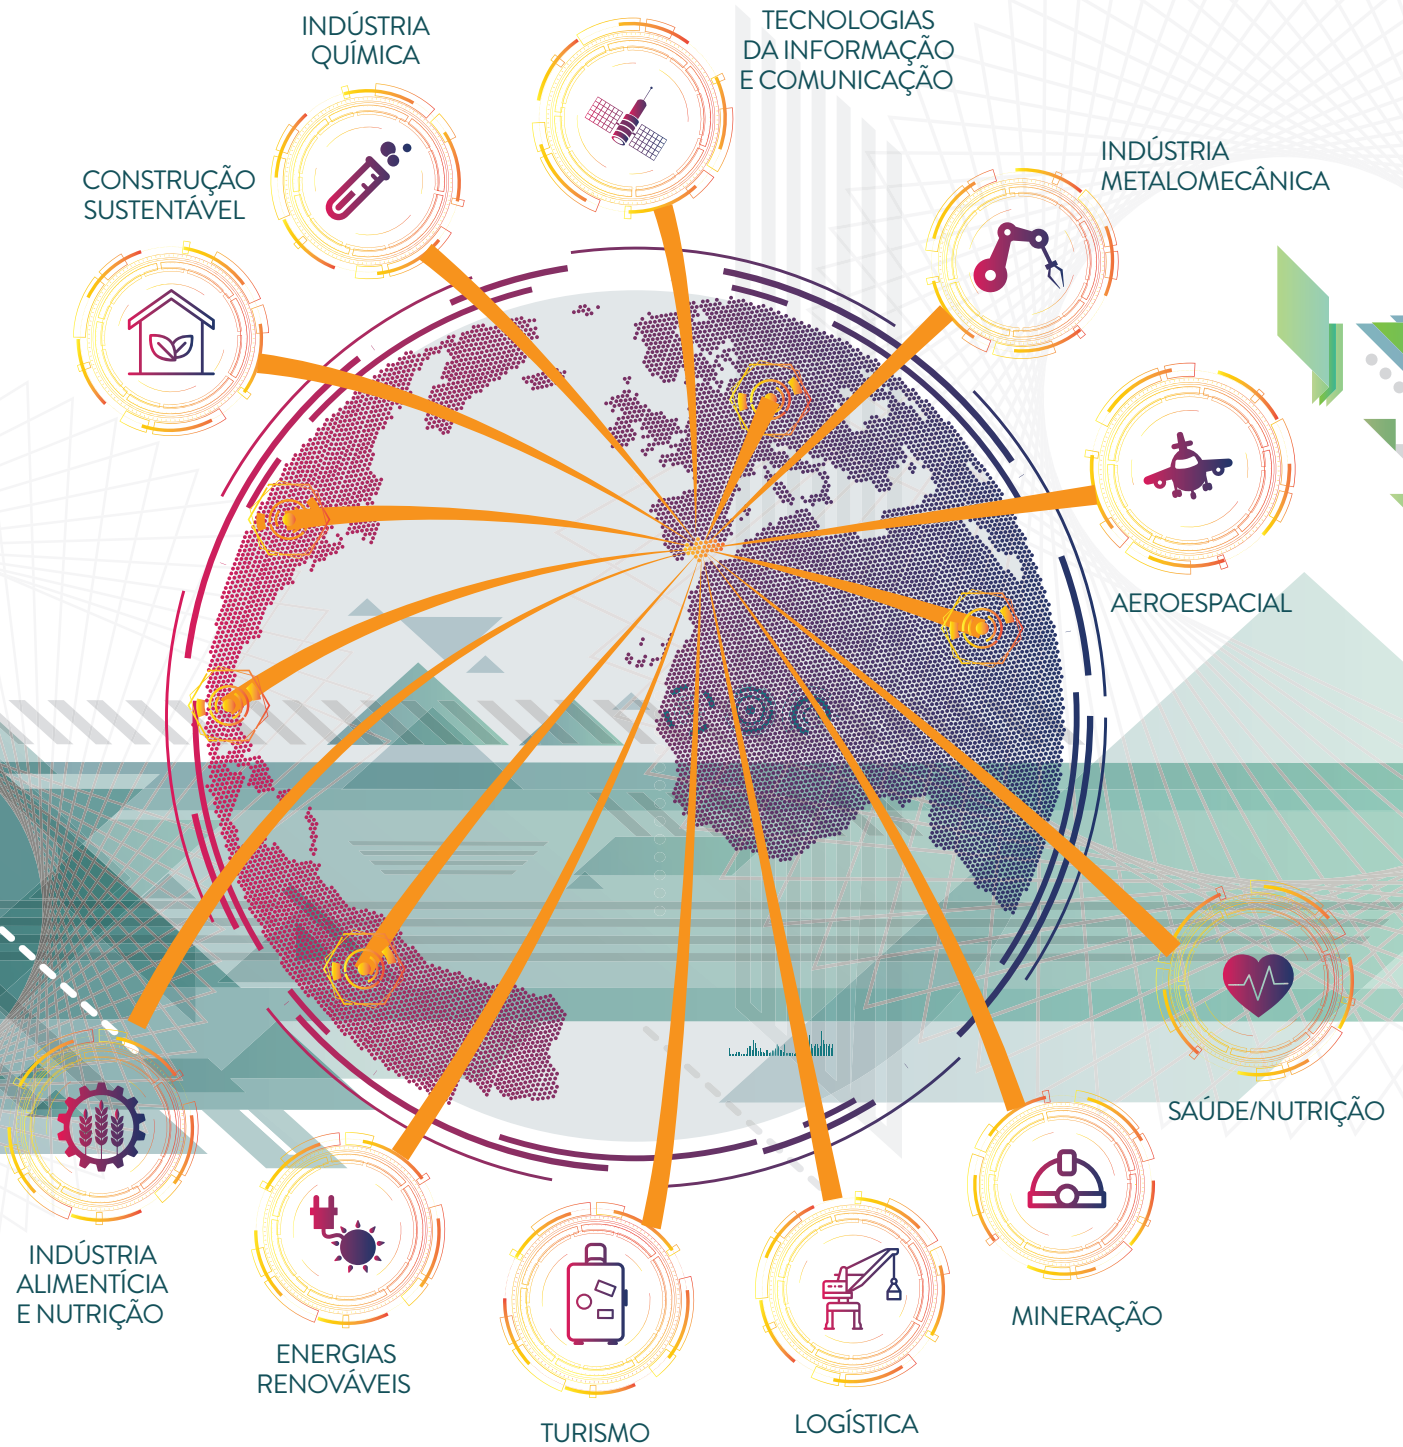 INDÚSTRIA
QUÍMICA
TECNOLOGIAS
DA INFORMAÇÃO
E COMUNICAÇÃO
INDÚSTRIA
METALOMECÂNICA
CONSTRUÇÃO
SUSTENTÁVEL
AEROESPACIAL
SAÚDE/NUTRIÇÃO
INDÚSTRIA
ALIMENTÍCIA
E NUTRIÇÃO
MINERAÇÃO
ENERGIAS
RENOVÁVEIS
TURISMO
LOGÍSTICA